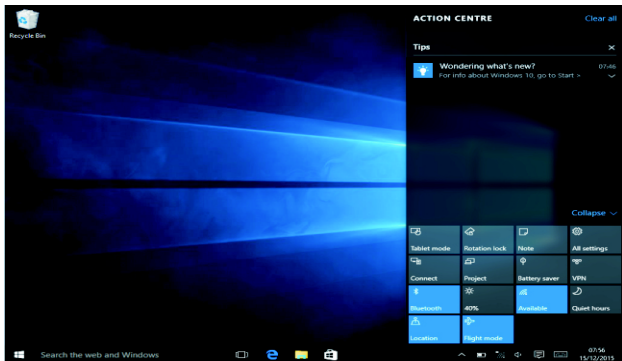 Recycle Bin
ACTION CENTRE
Clear all
Tips
Wondering what's new? 07:46
For info about Windows 10, go to Start >
Collapse
Tablet mode Rotation lock Note All settings
Connect Project Battery saver VPN
Bluetooth 40% Available Quiet hours
Location Flight mode
Search the web and Windows
07:56
15/12/2015